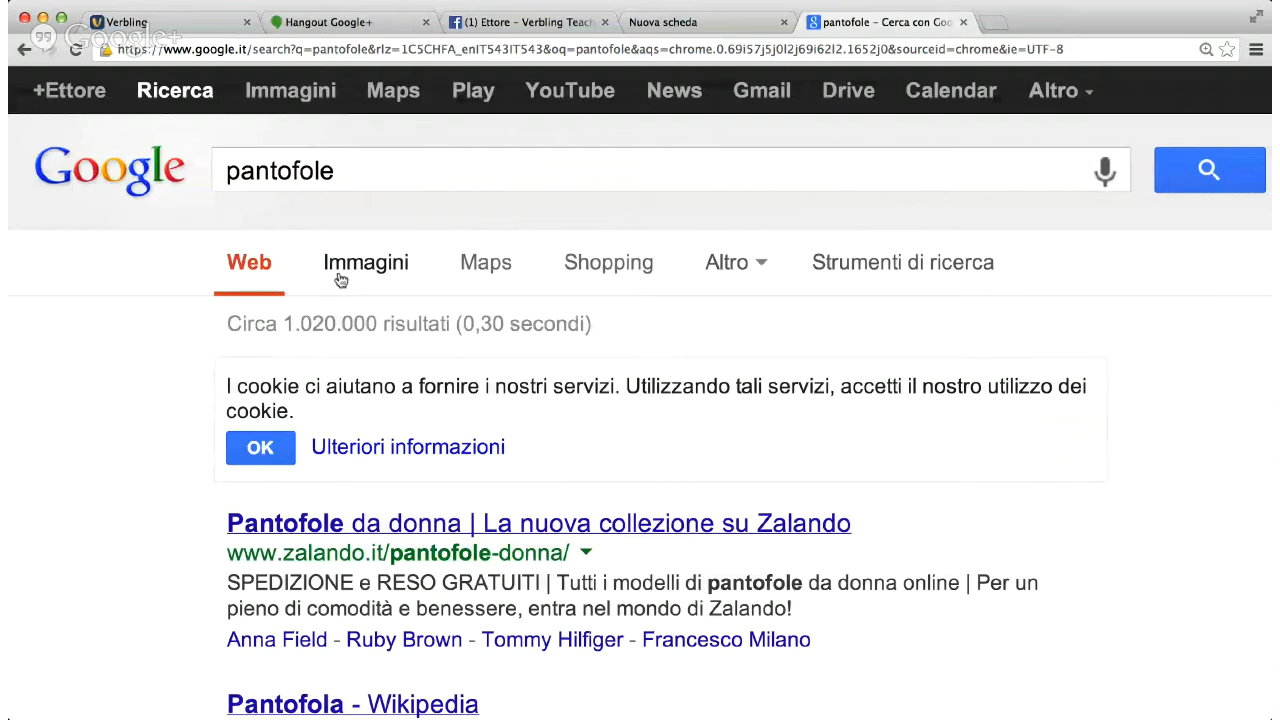 Verbling
Hangout Google+
(1) Ettore – Verbling Teach
Nuova scheda
pantofole – Cerca con Goo
Google+
https://www.google.it/search?q=pantofole&rlz=1C5CHFA_enIT543IT543&oq=pantofole&aqs=chrome.0.69i57j5j0l2j69i62l2.1652j0&sourceid=chrome&ie=UTF-8
+Ettore Ricerca Immagini Maps Play YouTube News Gmail Drive Calendar Altro
Google
pantofole
Web Immagini Maps Shopping Altro Strumenti di ricerca
Circa 1.020.000 risultati (0,30 secondi)
I cookie ci aiutano a fornire i nostri servizi. Utilizzando tali servizi, accetti il nostro utilizzo dei
cookie.
OK Ulteriori informazioni
Pantofole da donna | La nuova collezione su Zalando
www.zalando.it/pantofole-donna/
SPEDIZIONE e RESO GRATUITI | Tutti i modelli di pantofole da donna online | Per un
pieno di comodità e benessere, entra nel mondo di Zalando!
Anna Field - Ruby Brown - Tommy Hilfiger - Francesco Milano
Pantofola - Wikipedia